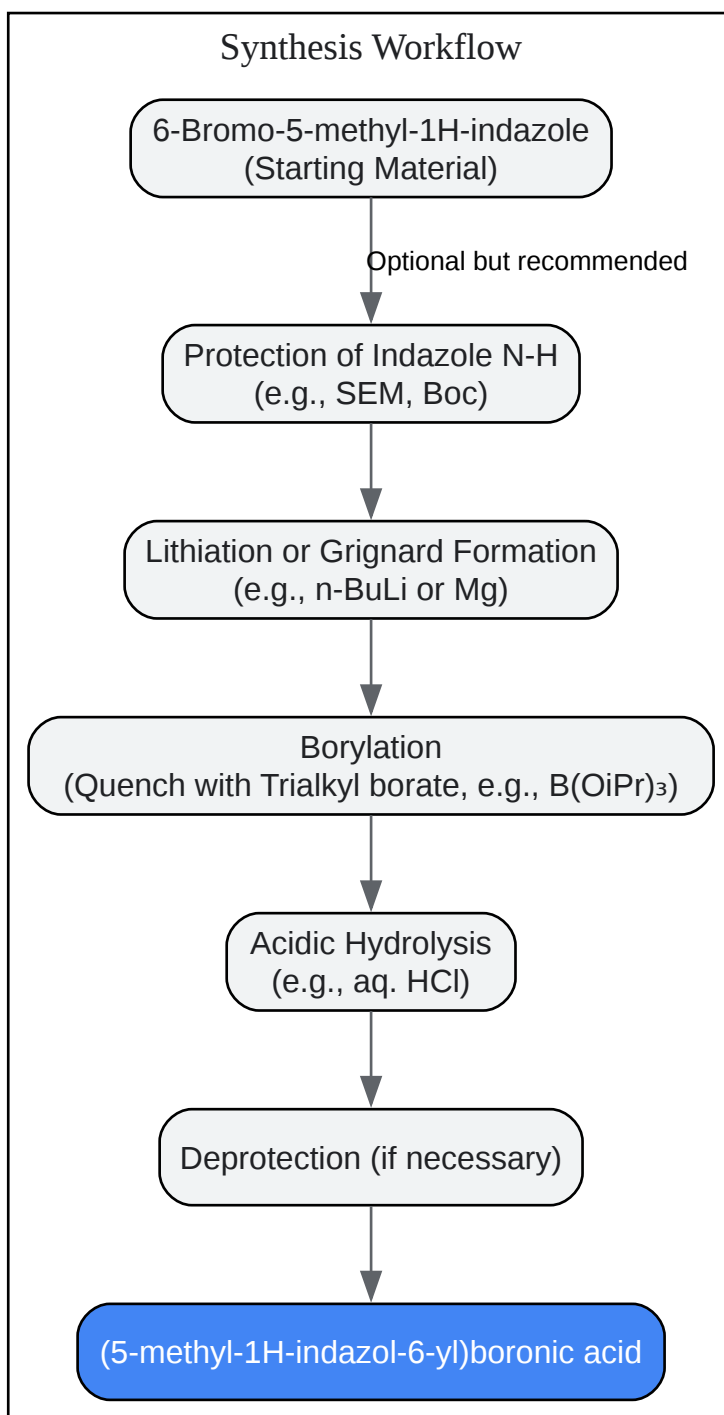 Synthesis Workflow
6-Bromo-5-methyl-1H-indazole
(Starting Material)
Optional but recommended
Protection of Indazole N-H
(e.g., SEM, Boc)
Lithiation or Grignard Formation
(e.g., n-BuLi or Mg)
Borylation
(Quench with Trialkyl borate, e.g., B(OiPr)₃)
Acidic Hydrolysis
(e.g., aq. HCl)
Deprotection (if necessary)
(5-methyl-1H-indazol-6-yl)boronic acid